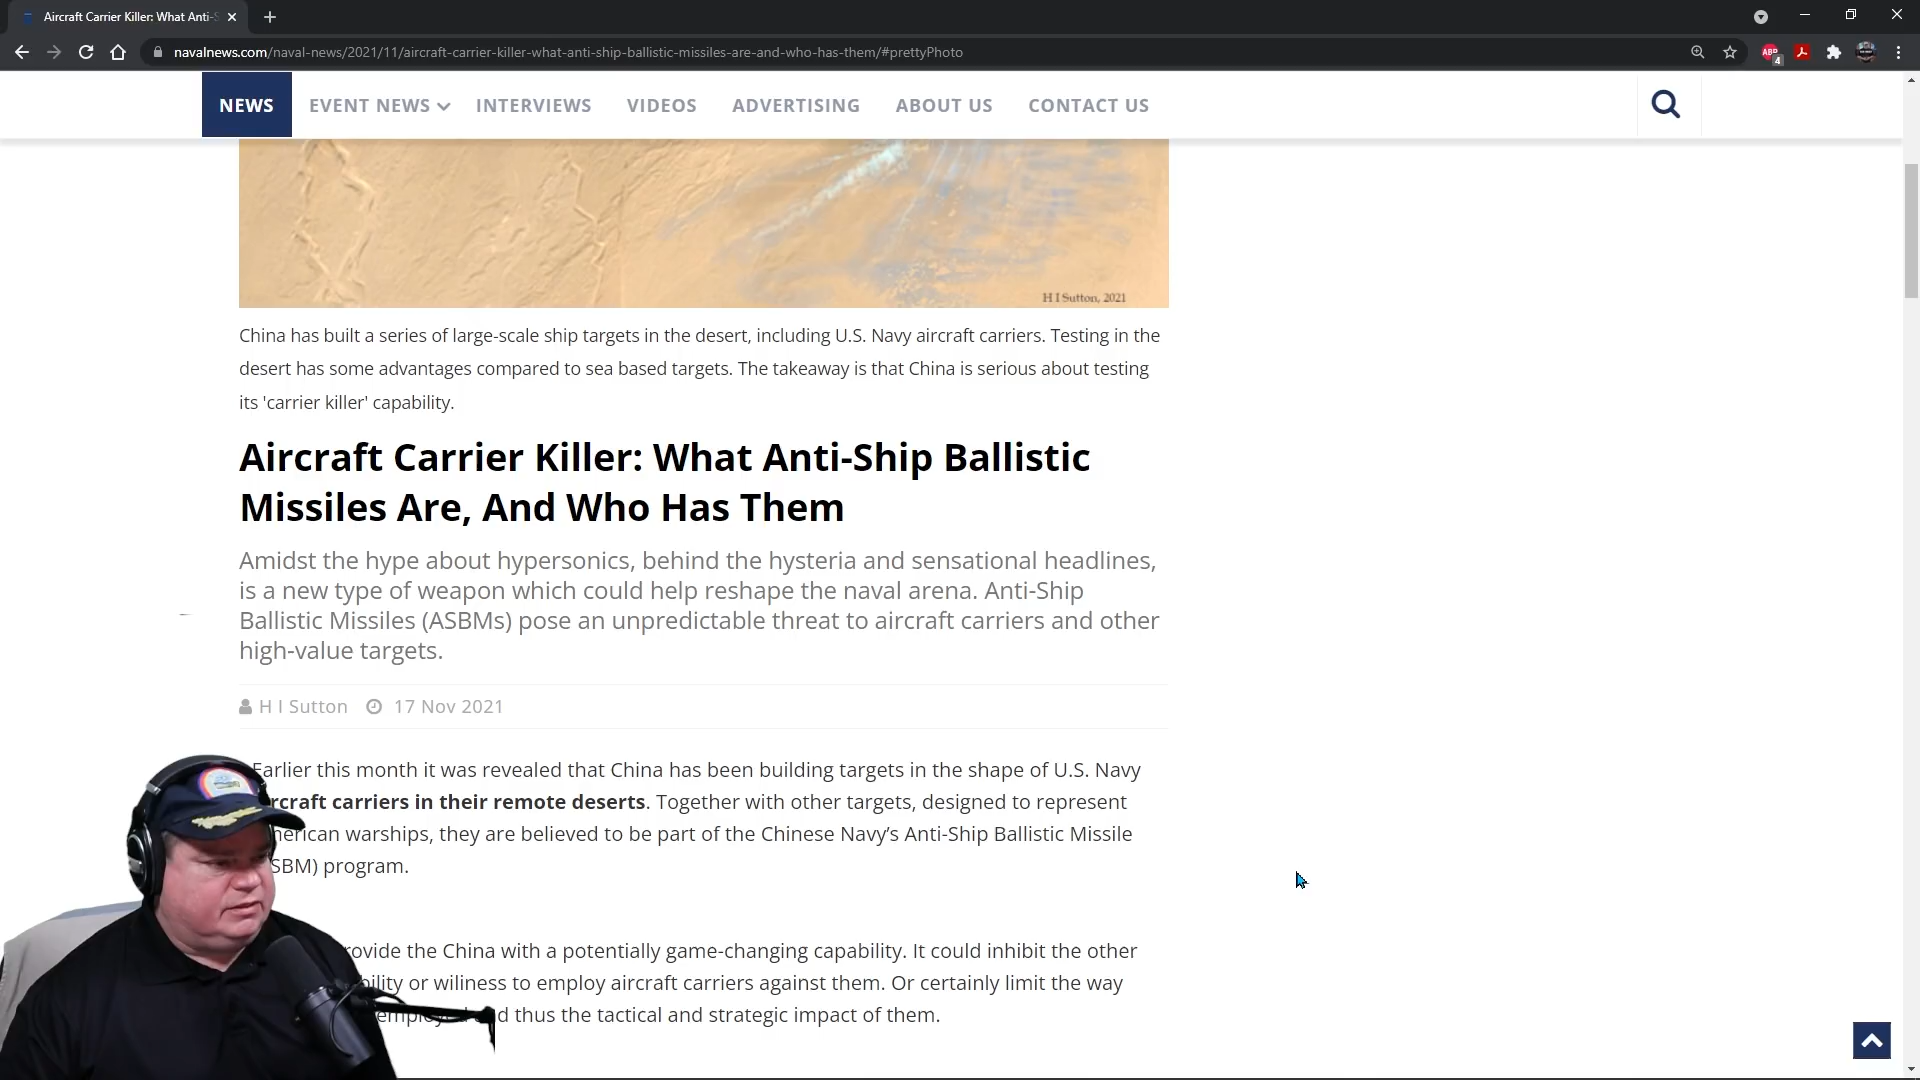 Aircraft Carrier Killer: What Anti-S
navalnews.com/naval-news/2021/11/aircraft-carrier-killer-what-anti-ship-ballistic-missiles-are-and-who-has-them/#prettyPhoto
ABP
4
NEWS EVENT NEWS INTERVIEWS VIDEOS ADVERTISING ABOUT US CONTACT US
H I Sutton, 2021
China has built a series of large-scale ship targets in the desert, including U.S. Navy aircraft carriers. Testing in the
desert has some advantages compared to sea based targets. The takeaway is that China is serious about testing
its 'carrier killer' capability.
Aircraft Carrier Killer: What Anti-Ship Ballistic
Missiles Are, And Who Has Them
Amidst the hype about hypersonics, behind the hysteria and sensational headlines,
is a new type of weapon which could help reshape the naval arena. Anti-Ship
Ballistic Missiles (ASBMs) pose an unpredictable threat to aircraft carriers and other
high-value targets.
H I Sutton 17 Nov 2021
Earlier this month it was revealed that China has been building targets in the shape of U.S. Navy
rcraft carriers in their remote deserts. Together with other targets, designed to represent
merican warships, they are believed to be part of the Chinese Navy’s Anti-Ship Ballistic Missile
SBM) program.
rovide the China with a potentially game-changing capability. It could inhibit the other
bility or wiliness to employ aircraft carriers against them. Or certainly limit the way
thus the tactical and strategic impact of them.